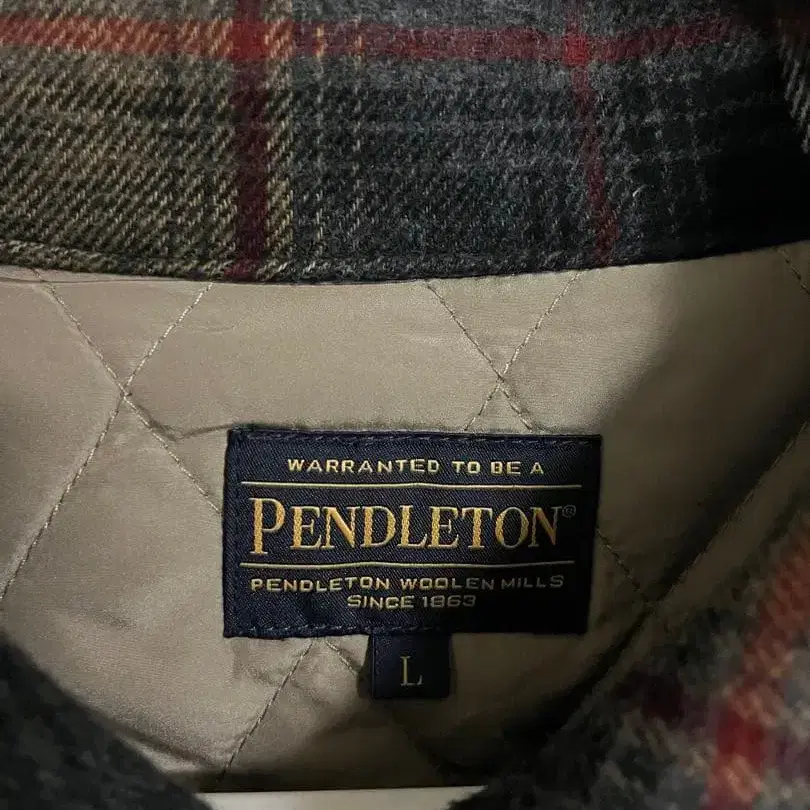 WARRANTED TO BE A
PENDLETON®
PENDLETON WOOLEN MILLS
SINCE 1863
L